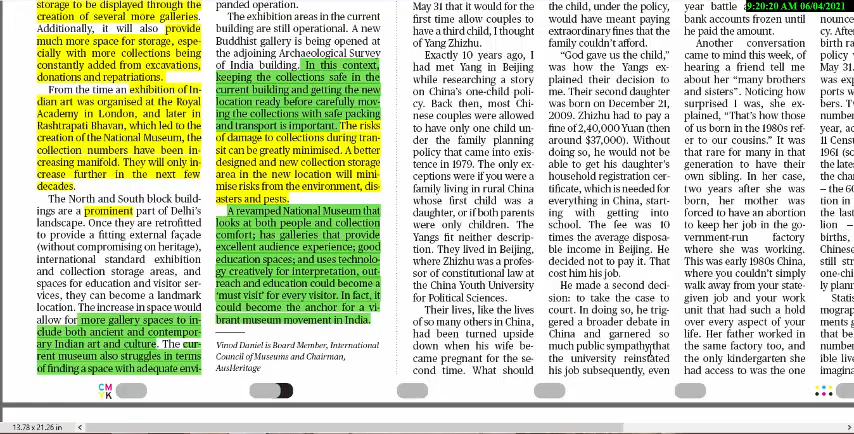 storage to be displayed through the
creation of several more galleries.
Additionally, it will also provide
much more space for storage, espe-
cially with more collections being
constantly added from excavations,
donations and repatriations.
From the time an exhibition of In-
dian art was organised at the Royal
Academy in London, and later in
Rashtrapati Bhavan, which led to the
creation of the National Museum, the
collection numbers have been in-
creasing manifold. They will only in-
crease further in the next few
decades.
The North and South block build-
ings are a prominent part of Delhi's
landscape. Once they are retrofitted
to provide a fitting external façade
(without compromising on heritage),
international standard exhibition
and collection storage areas, and
spaces for education and visitor ser-
vices, they can become a landmark
location. The increase in space would
allow for more gallery spaces to in-
clude both ancient and contempor-
ary Indian art and culture. The cur-
rent museum also struggles in terms
of finding a space with adequate envi-
panded operation.
The exhibition areas in the current
building are still operational. A new
Buddhist gallery is being opened at
the adjoining Archaeological Survey
of India building. In this context,
keeping the collections safe in the
current building and getting the new
location ready before carefully mov-
ing the collections with safe packing
and transport is important. The risks
of damage to collections during tran-
sit can be greatly minimised. A better
designed and new collection storage
area in the new location will mini-
mise risks from the environment, dis-
asters and pests.
A revamped National Museum that
looks at both people and collection
comfort; has galleries that provide
excellent audience experience; good
education spaces; and uses technolo-
gy creatively for interpretation, out-
reach and education could become a
'must visit' for every visitor. In fact, it
could become the anchor for a vi-
brant museum movement in India.
Vinod Daniel is Board Member, International
Council of Museums and Chairman,
AusHeritage
May 31 that it would for the
first time allow couples to
have a third child, I thought
of Yang Zhizhu.
Exactly 10 years ago, I
had met Yang in Beijing
while researching a story
on China's one-child poli-
cy. Back then, most Chi-
nese couples were allowed
to have only one child un-
der the family planning
policy that came into exis-
tence in 1979. The only ex-
ceptions were if you were a
family living in rural China
whose first child was a
daughter, or if both parents
were only children. The
Yangs fit neither descrip-
tion. They lived in Beijing,
where Zhizhu was a profes-
sor of constitutional law at
the China Youth University
for Political Sciences.
Their lives, like the lives
of so many others in China,
had been turned upside
down when his wife be-
came pregnant for the se-
cond time. What should
the child, under the policy,
would have meant paying
extraordinary fines that the
family couldn't afford.
"God gave us the child,"
was how the Yangs ex-
plained their decision to
me. Their second daughter
was born on December 21,
2009. Zhizhu had to pay a
fine of 2,40,000 Yuan (then
around $37,000). Without
doing so, he would not be
able to get his daughter's
household registration cer-
tificate, which is needed for
everything in China, start-
ing with getting into
school. The fee was 10
times the average disposa-
ble income in Beijing. He
decided not to pay it. That
cost him his job.
He made a second deci-
sion: to take the case to
court. In doing so, he trig-
gered a broader debate in
China and garnered so
much public sympathy that
the university reinstated
his job subsequently, even
9:20:20 AM 06/04/2021
year battle
bank accounts frozen until
he paid the amount.
Another conversation
came to mind this week, of
hearing a friend tell me
about her "many brothers
and sisters". Noticing how
surprised I was, she ex-
plained, "That's how those
of us born in the 1980s ref-
er to our cousins." It was
that rare for many in that
generation to have their
own sibling. In her case,
two years after she was
born, her mother was
forced to have an abortion
to keep her job in the go-
vernment-run factory
where she was working.
This was early 1980s China,
where you couldn't simply
walk away from your state-
given job and your work
unit that had such a hold
over every aspect of your
life. Her father worked in
the same factory too, and
the only kindergarten she
had access to was the one
CM
YK
13.78 x 21.26 in